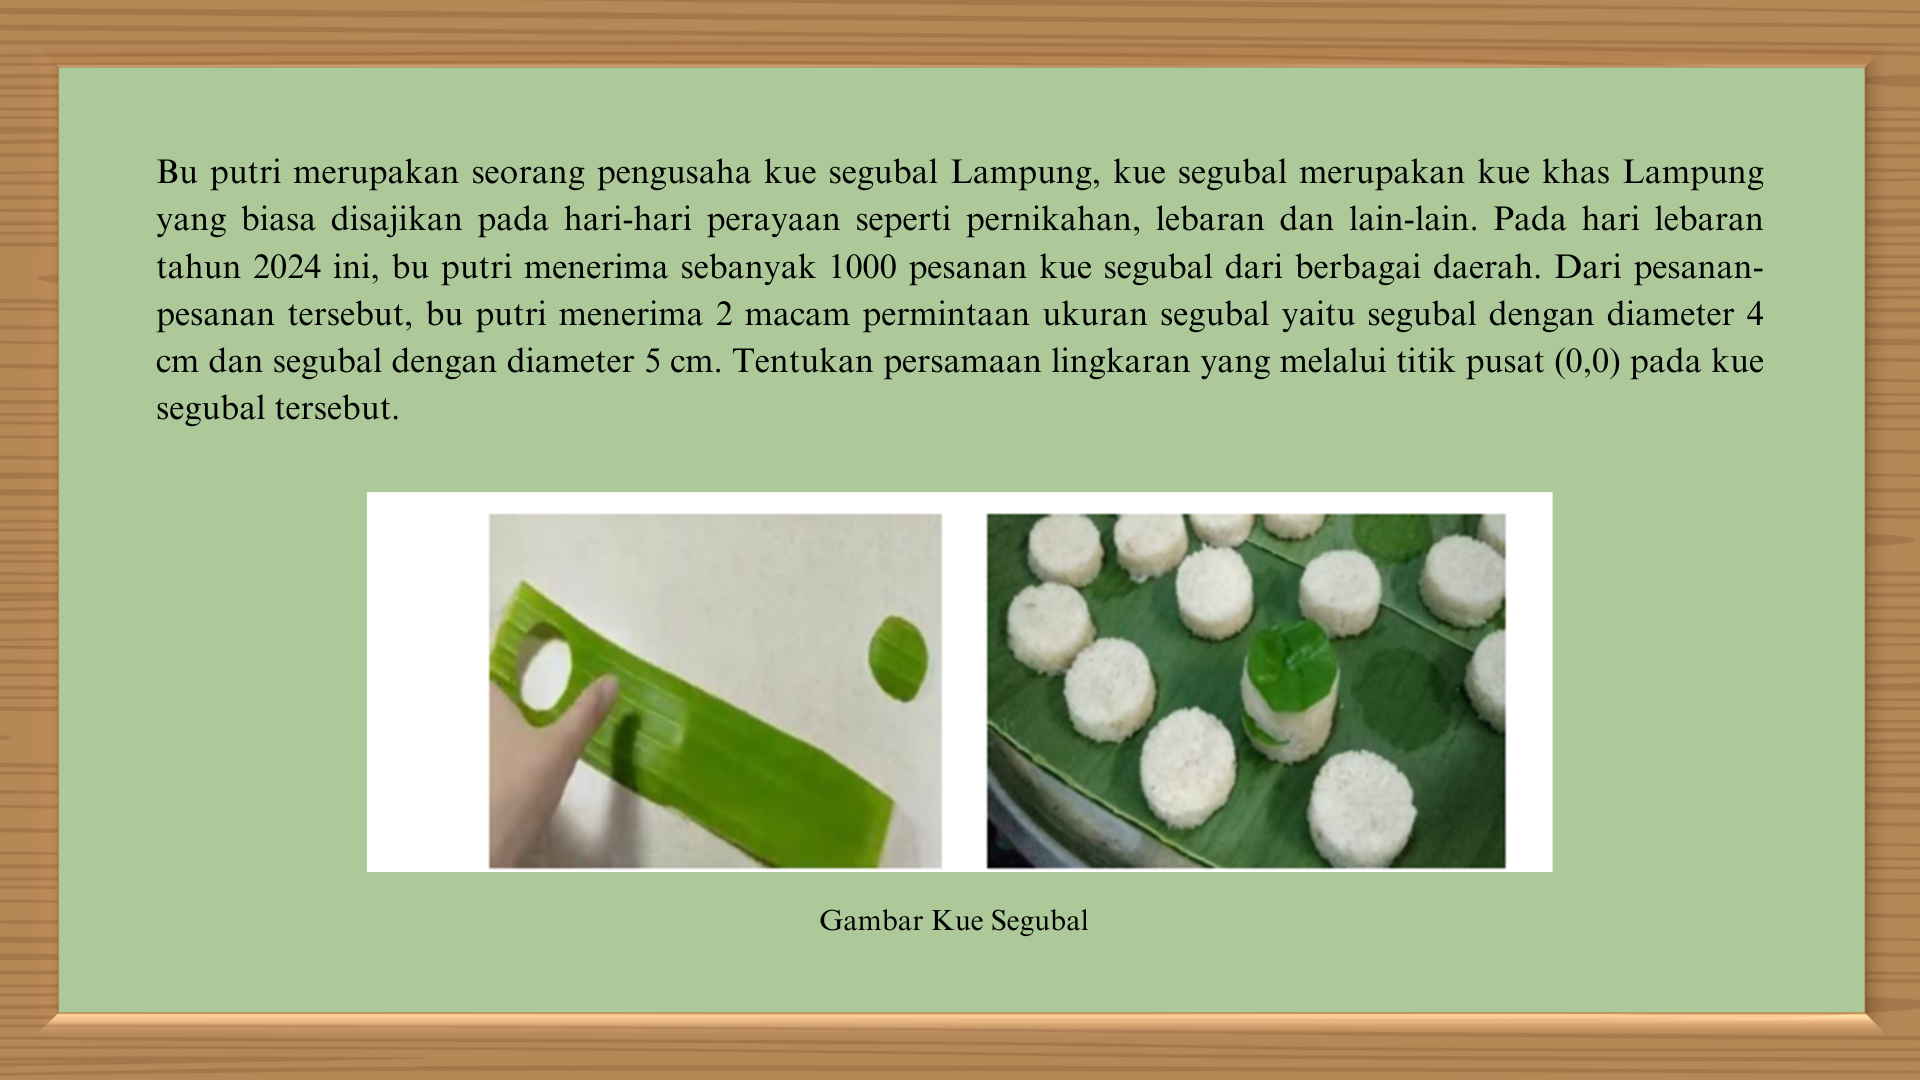 Bu putri merupakan seorang pengusaha kue segubal Lampung, kue segubal merupakan kue khas Lampung
yang biasa disajikan pada hari-hari perayaan seperti pernikahan, lebaran dan lain-lain. Pada hari lebaran
tahun 2024 ini, bu putri menerima sebanyak 1000 pesanan kue segubal dari berbagai daerah. Dari pesanan-
pesanan tersebut, bu putri menerima 2 macam permintaan ukuran segubal yaitu segubal dengan diameter 4
cm dan segubal dengan diameter 5 cm. Tentukan persamaan lingkaran yang melalui titik pusat (0,0) pada kue
segubal tersebut.
Gambar Kue Segubal